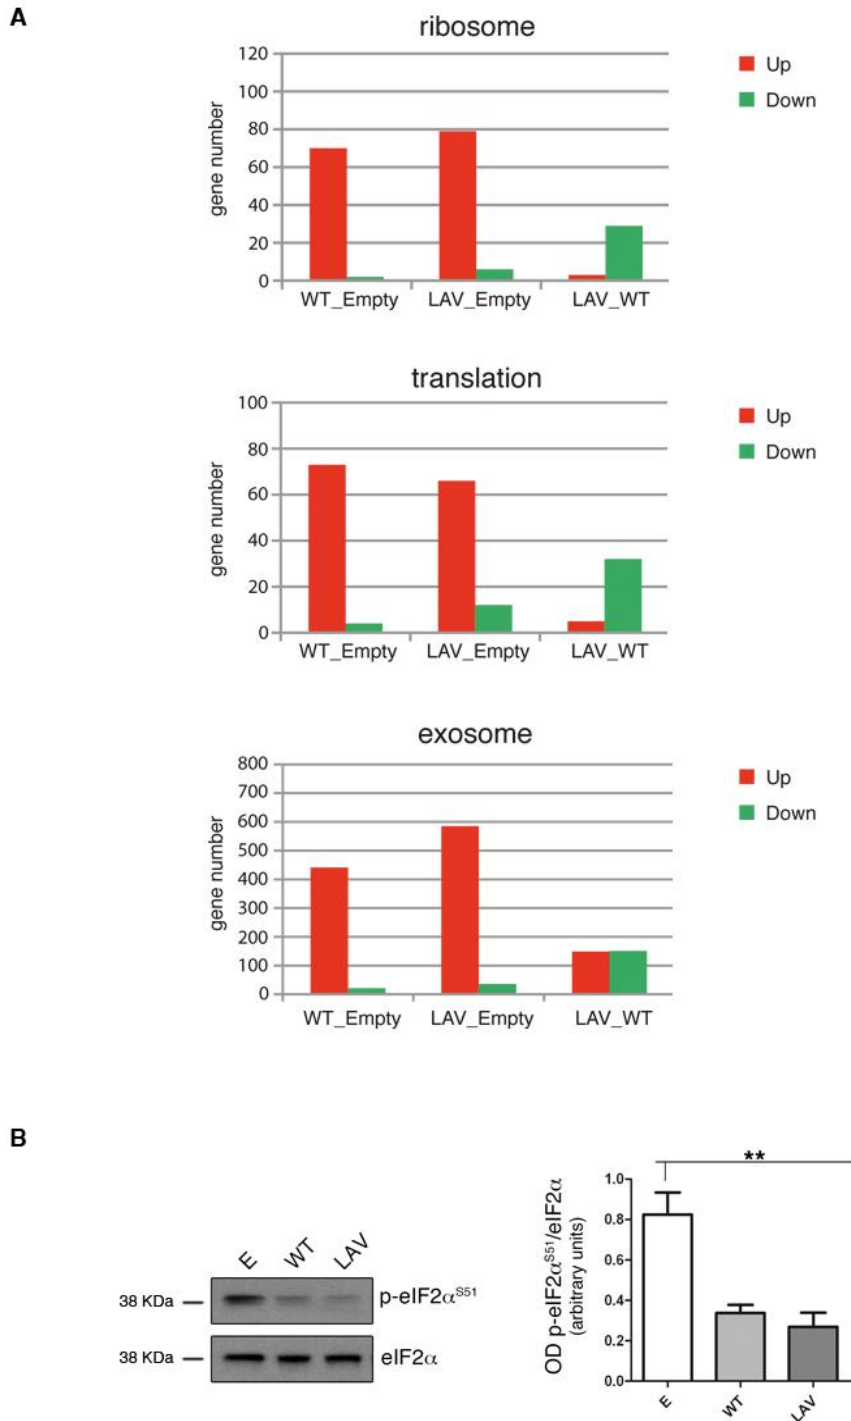 A
ribosome
120
100
80
60
40
20
0
gene number
WT_Empty
LAV_Empty
LAV_WT
Up
Down
translation
100
80
60
40
20
0
gene number
WT_Empty
LAV_Empty
LAV_WT
Up
Down
exosome
800
700
600
500
400
300
200
100
0
gene number
WT_Empty
LAV_Empty
LAV_WT
Up
Down
B
E WT LAV
38 KDa
p-eIF2α^S51
38 KDa
eIF2α
**
OD p-eIF2α^S51/eIF2α
(arbitrary units)
1.0
0.8
0.6
0.4
0.2
0.0
E
WT
LAV